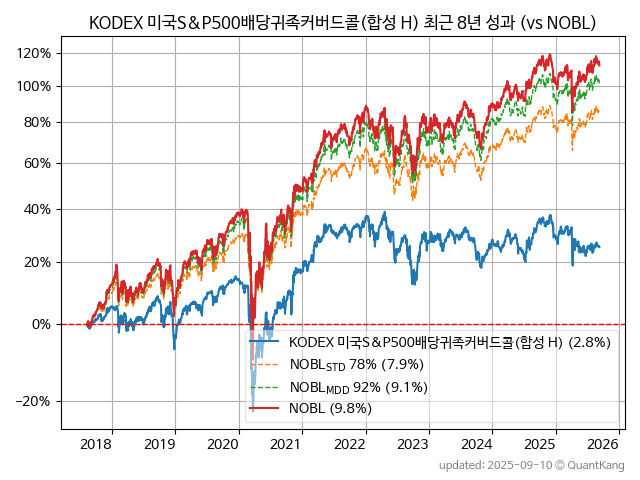 KODEX 미국S&P500배당귀족커버드콜(합성 H) 최근 8년 성과 (vs NOBL)
120%
100%
80%
60%
40%
20%
0%
−20%
KODEX 미국S&P500배당귀족커버드콜(합성 H) (2.8%)
NOBLSTD 78% (7.9%)
NOBLMDD 92% (9.1%)
NOBL (9.8%)
2018 2019 2020 2021 2022 2023 2024 2025 2026
updated: 2025-09-10 © QuantKang